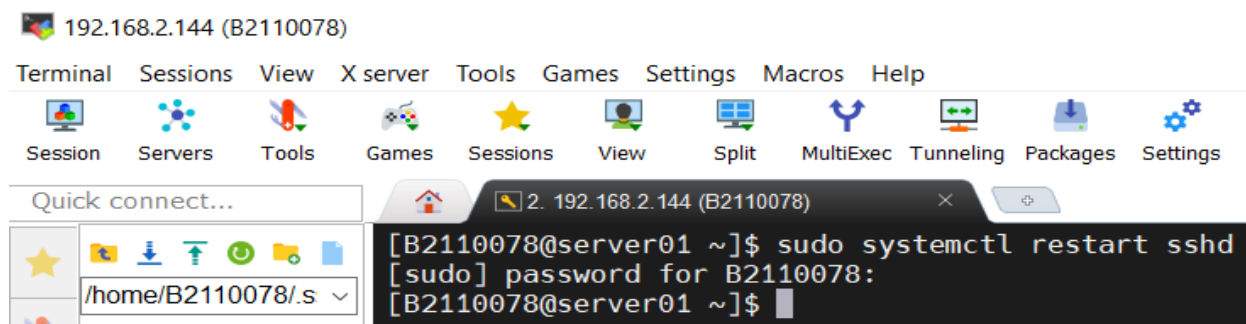 192.168.2.144 (B2110078)
Terminal Sessions View X server Tools Games Settings Macros Help
Session Servers Tools Games Sessions View Split MultiExec Tunneling Packages Settings
Quick connect...
2. 192.168.2.144 (B2110078)
/home/B2110078/.s
[B2110078@server01 ~]$ sudo systemctl restart sshd
[sudo] password for B2110078:
[B2110078@server01 ~]$